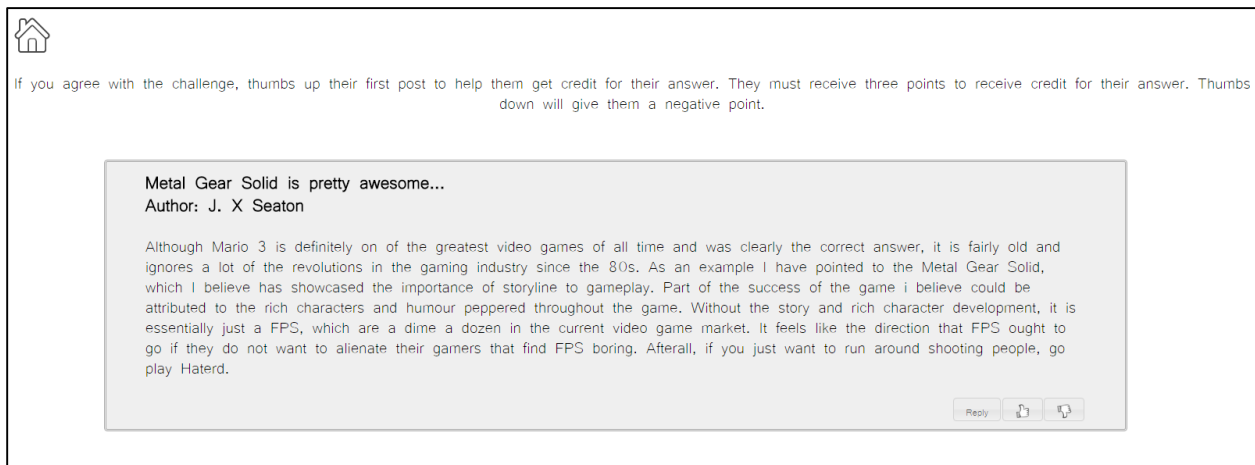 If you agree with the challenge, thumbs up their first post to help them get credit for their answer. They must receive three points to receive credit for their answer. Thumbs
down will give them a negative point.
Metal Gear Solid is pretty awesome...
Author: J. X Seaton
Although Mario 3 is definitely on of the greatest video games of all time and was clearly the correct answer, it is fairly old and
ignores a lot of the revolutions in the gaming industry since the 80s. As an example I have pointed to the Metal Gear Solid,
which I believe has showcased the importance of storyline to gameplay. Part of the success of the game i believe could be
attributed to the rich characters and humour peppered throughout the game. Without the story and rich character development, it is
essentially just a FPS, which are a dime a dozen in the current video game market. It feels like the direction that FPS ought to
go if they do not want to alienate their gamers that find FPS boring. Afterall, if you just want to run around shooting people, go
play Haterd.
Reply